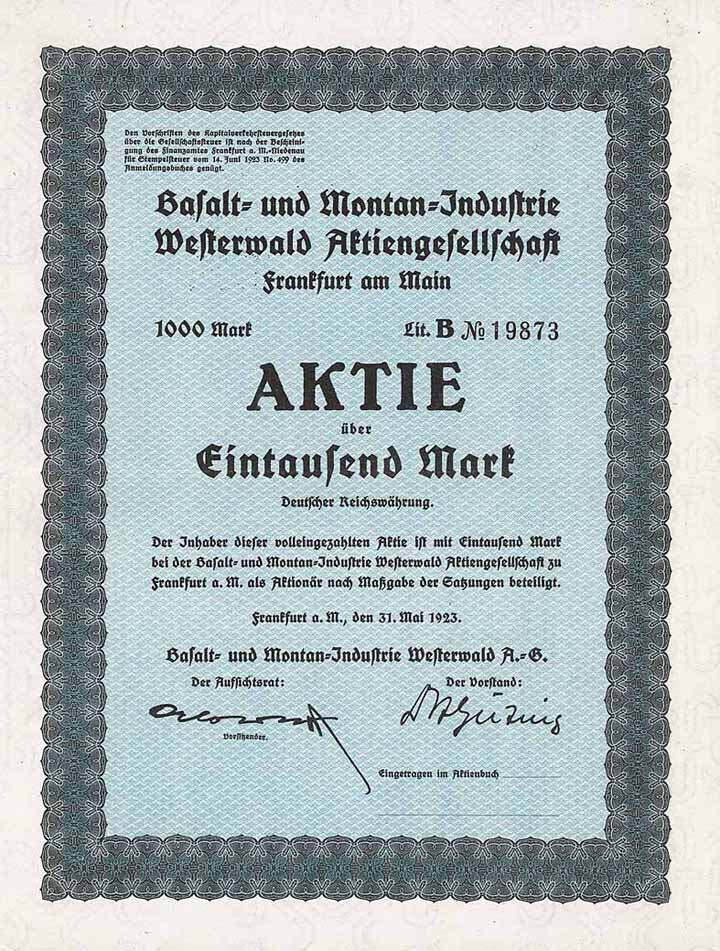 Den Vorschriften des Kapitalverkehrsteuergesetzes
über die Gesellschaftssteuer ist nach der Bescheini-
gung des Finanzamtes Frankfurt a. M.-Niedenau
für Stempelsteuer vom 14. Juni 1923 No. 499 des
Anmeldungsbuches genügt.
Basalt- und Montan-Industrie
Westerwald Aktiengesellschaft
Frankfurt am Main
1000 Mark Lit. B № 19873
AKTIE
über
Eintausend Mark
Deutscher Reichswährung.
Der Inhaber dieser volleingezahlten Aktie ist mit Eintausend Mark
bei der Basalt- und Montan-Industrie Westerwald Aktiengesellschaft zu
Frankfurt a. M. als Aktionär nach Maßgabe der Satzungen beteiligt.
Frankfurt a. M., den 31. Mai 1923.
Basalt- und Montan-Industrie Westerwald A.-G.
Der Aufsichtsrat: Der Vorstand:
Vorsitzender.
Eingetragen im Aktienbuch